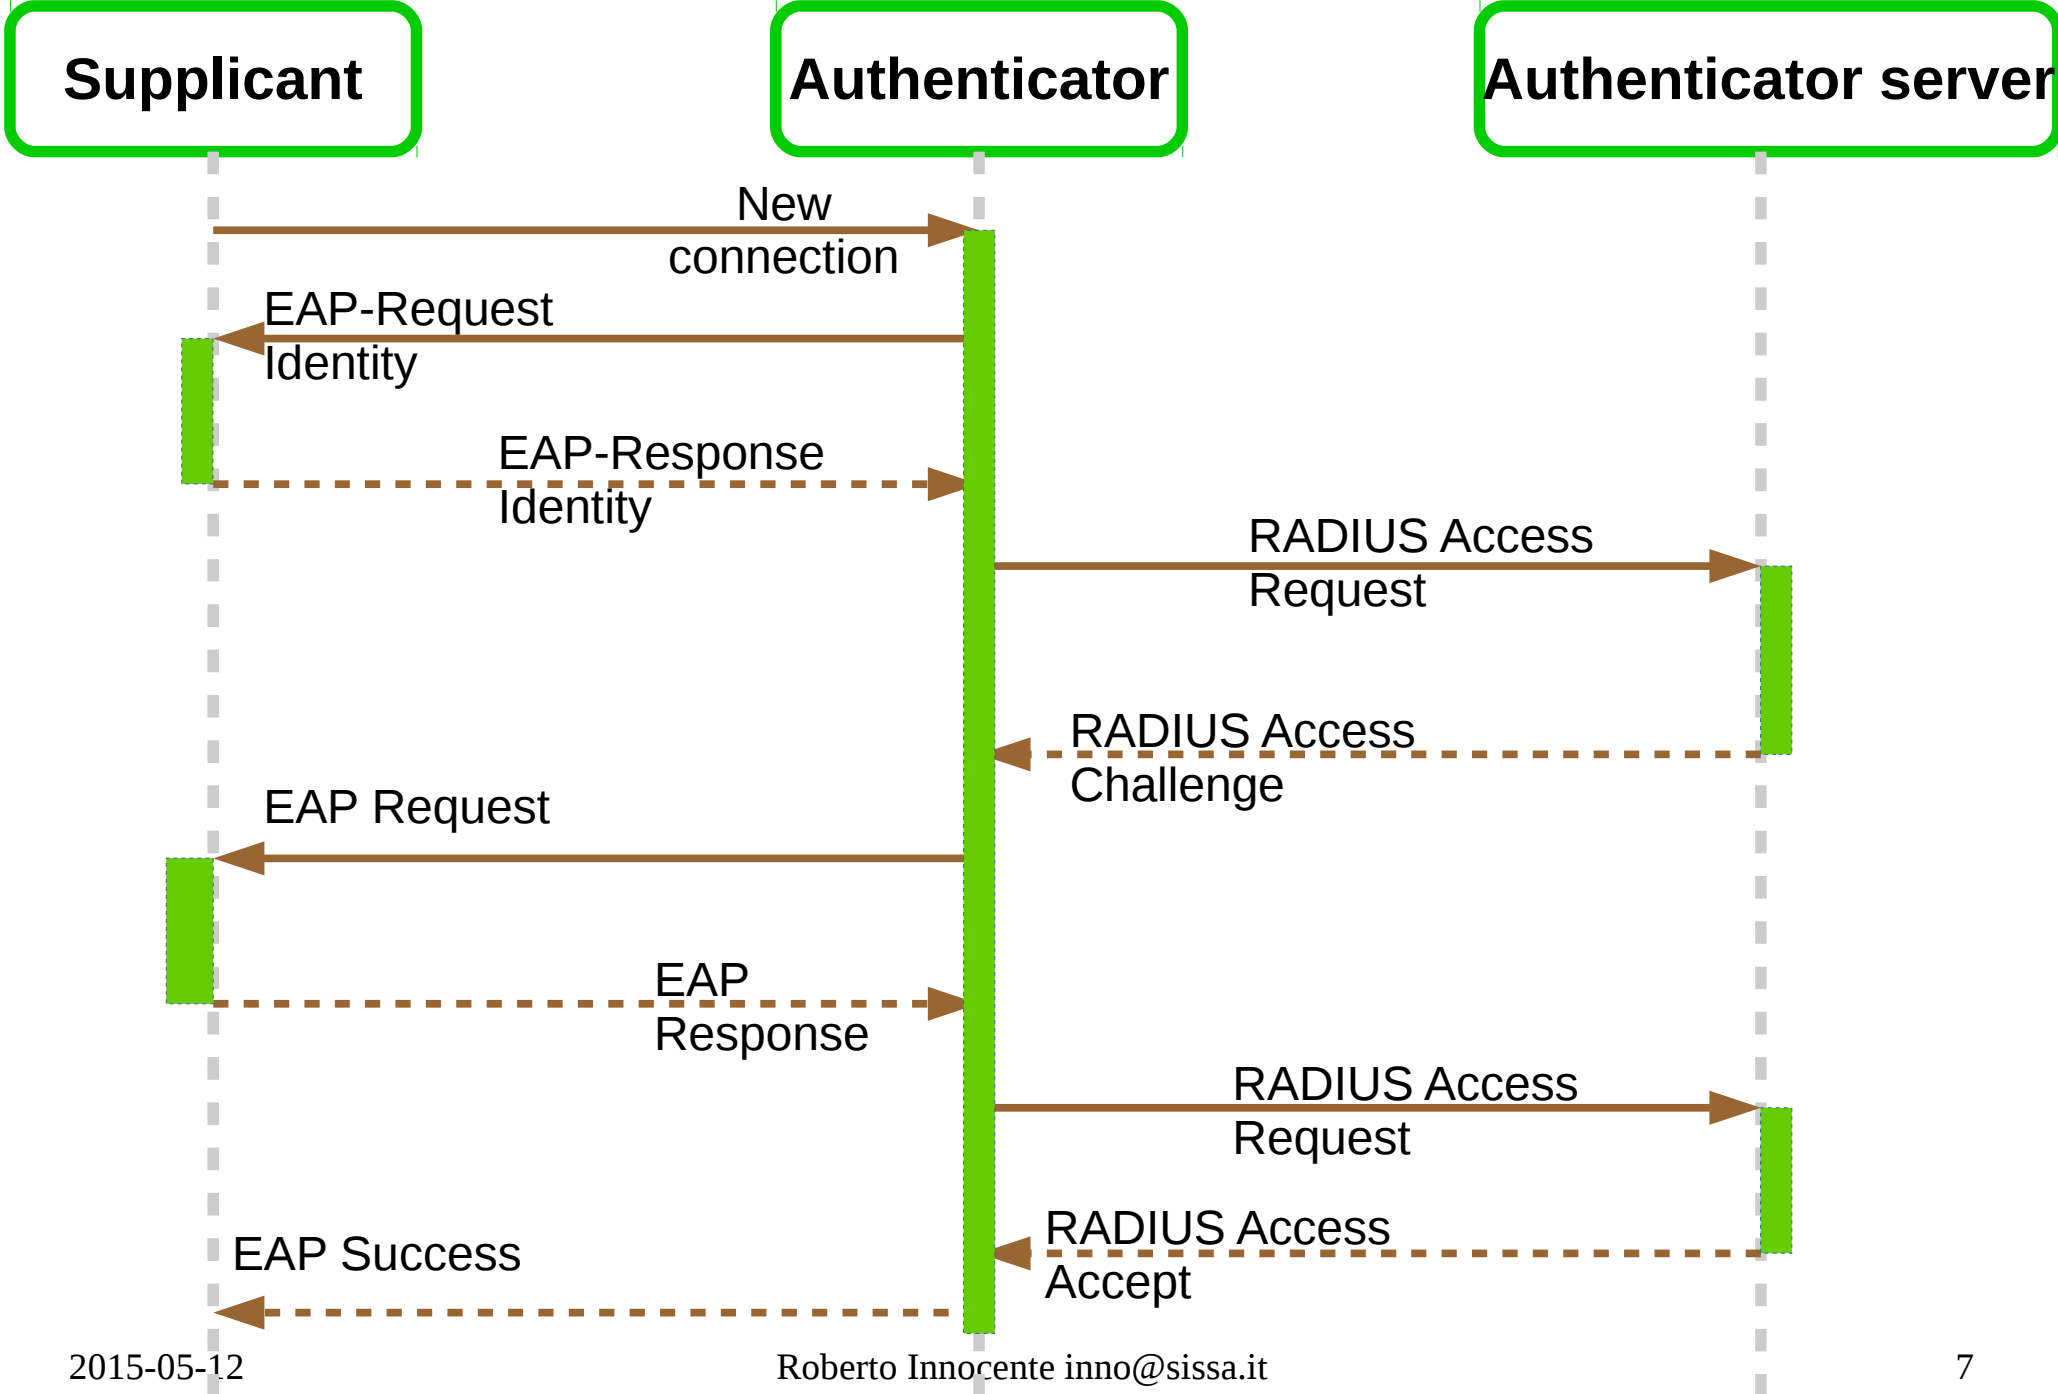 Supplicant
Authenticator
Authenticator server
New
connection
EAP-Request
Identity
EAP-Response
Identity
RADIUS Access
Request
RADIUS Access
Challenge
EAP Request
EAP
Response
RADIUS Access
Request
RADIUS Access
Accept
EAP Success
2015-05-12
Roberto Innocente inno@sissa.it
7